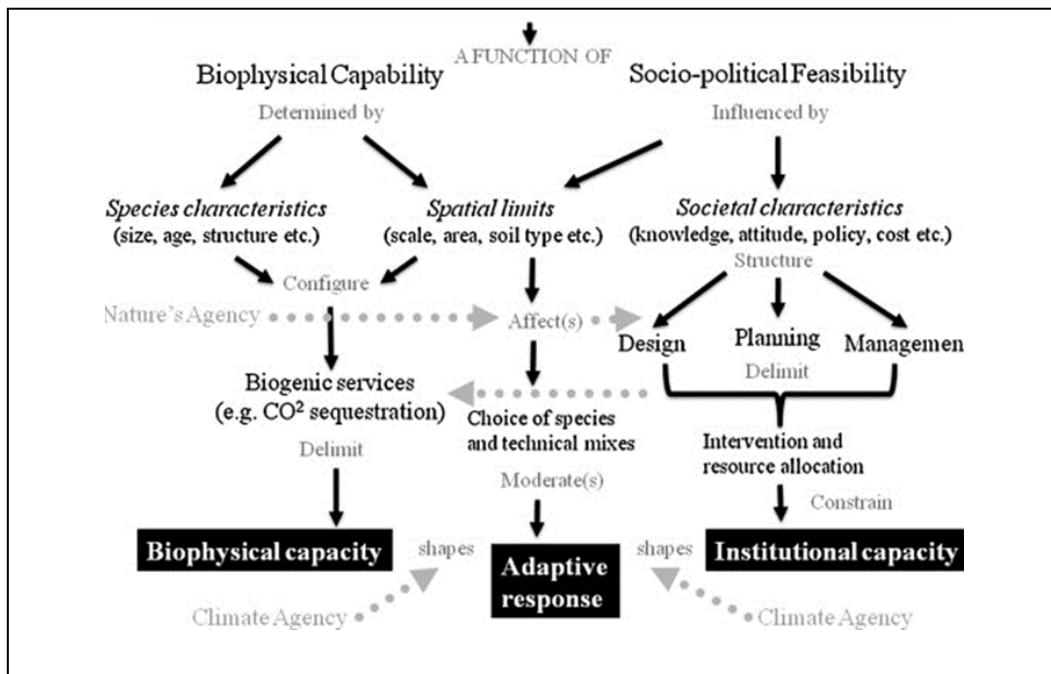 A FUNCTION OF
Biophysical Capability
Socio-political Feasibility
Determined by
Influenced by
Species characteristics
(size, age, structure etc.)
Spatial limits
(scale, area, soil type etc.)
Societal characteristics
(knowledge, attitude, policy, cost etc.)
Structure
Configure
Nature's Agency
Affect(s)
Design
Planning
Managemen
Delimit
Biogenic services
(e.g. CO² sequestration)
Choice of species
and technical mixes
Intervention and
resource allocation
Delimit
Moderate(s)
Constrain
Biophysical capacity
shapes
Adaptive
response
shapes
Institutional capacity
Climate Agency
Climate Agency